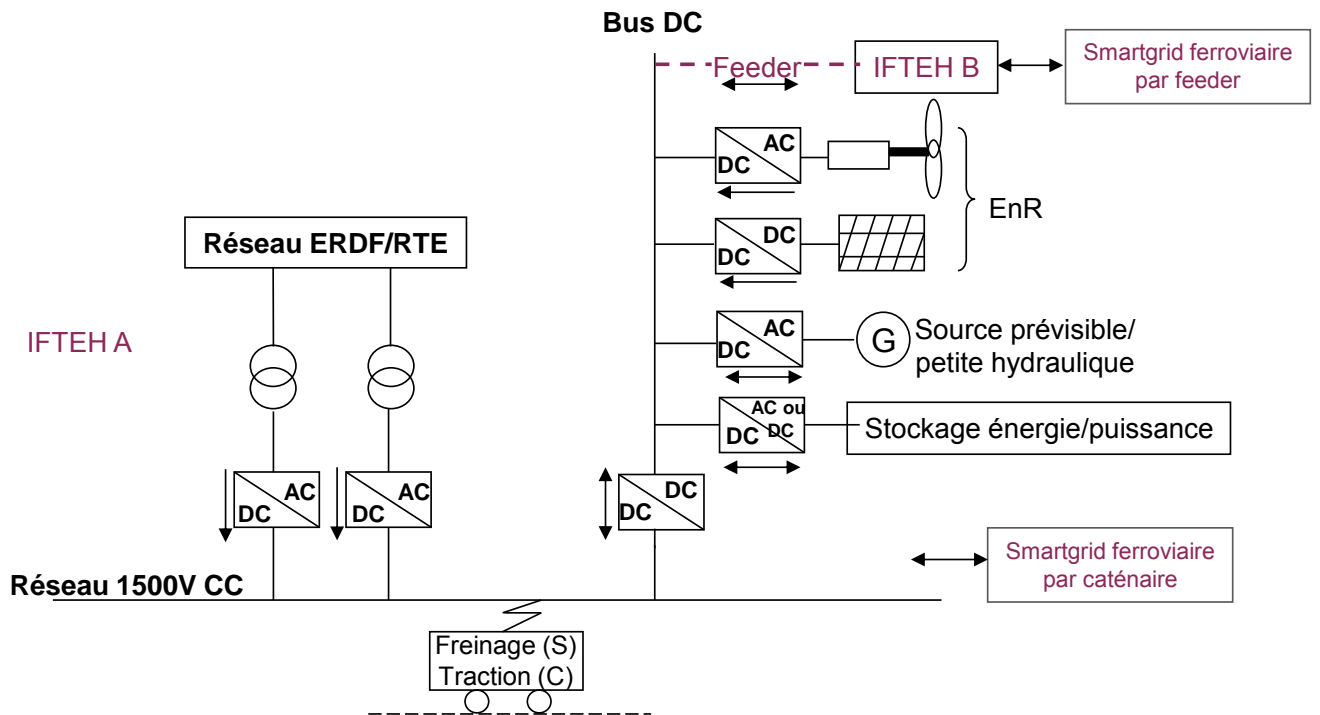 Bus DC
Feeder
IFTEH B
Smartgrid ferroviaire
par feeder
AC
DC
EnR
DC
DC
Réseau ERDF/RTE
IFTEH A
AC
DC
G
Source prévisible/
petite hydraulique
AC ou
DC
DC
Stockage énergie/puissance
AC
DC
AC
DC
DC
DC
Smartgrid ferroviaire
par caténaire
Réseau 1500V CC
Freinage (S)
Traction (C)